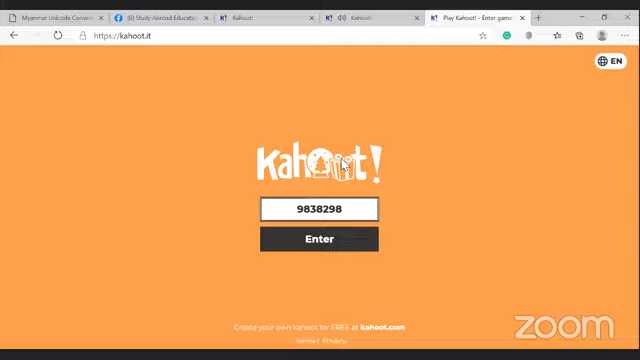 Myanmar Unicode Convert
(6) Study Abroad Educatio
Kahoot!
Kahoot!
Play Kahoot! - Enter game
https://kahoot.it
EN
Kahoot!
9838298
Enter
Create your own kahoot for FREE at kahoot.com
Terms | Privacy
zoom